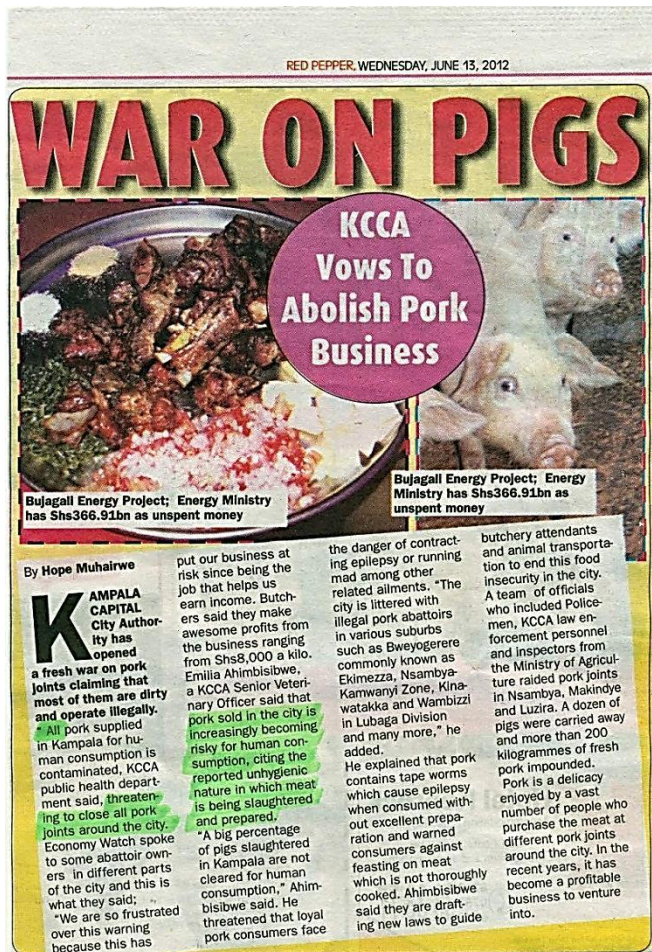 RED PEPPER, WEDNESDAY, JUNE 13, 2012
WAR ON PIGS
KCCA
Vows To
Abolish Pork
Business
Bujagali Energy Project; Energy Ministry
has Shs366.91bn as unspent money
Bujagali Energy Project; Energy
Ministry has Shs366.91bn as
unspent money
By Hope Muhairwe
KAMPALA
CAPITAL
City Author-
ity has
opened
a fresh war on pork
joints claiming that
most of them are dirty
and operate illegally.
"All pork supplied
in Kampala for hu-
man consumption is
contaminated, KCCA
public health depart-
ment said, threaten-
ing to close all pork
joints around the city.
Economy Watch spoke
to some abattoir own-
ers in different parts
of the city and this is
what they said;
"We are so frustrated
over this warning
because this has
put our business at
risk since being the
job that helps us
earn income. Butch-
ers said they make
awesome profits from
the business ranging
from Shs8,000 a kilo.
Emilia Ahimbisibwe,
a KCCA Senior Veteri-
nary Officer said that
pork sold in the city is
increasingly becoming
risky for human con-
sumption, citing the
reported unhygienic
nature in which meat
is being slaughtered
and prepared.
"A big percentage
of pigs slaughtered
in Kampala are not
cleared for human
consumption," Ahim-
bisibwe said. He
threatened that loyal
pork consumers face
the danger of contract-
ing epilepsy or running
mad among other
related ailments. "The
city is littered with
illegal pork abattoirs
in various suburbs
such as Bweyogerere
commonly known as
Ekimezza, Nsambya-
Kamwanyi Zone, Kina-
watakka and Wambizzi
in Lubaga Division
and many more," he
added.
He explained that pork
contains tape worms
which cause epilepsy
when consumed with-
out excellent prepa-
ration and warned
consumers against
feasting on meat
which is not thoroughly
cooked. Ahimbisibwe
said they are draft-
ing new laws to guide
butchery attendants
and animal transporta-
tion to end this food
insecurity in the city.
A team of officials
who included Police-
men, KCCA law en-
forcement personnel
and inspectors from
the Ministry of Agricul-
ture raided pork joints
in Nsambya, Makindye
and Luzira. A dozen of
pigs were carried away
and more than 200
kilogrammes of fresh
pork impounded.
Pork is a delicacy
enjoyed by a vast
number of people who
purchase the meat at
different pork joints
around the city. In the
recent years, it has
become a profitable
business to venture
into.